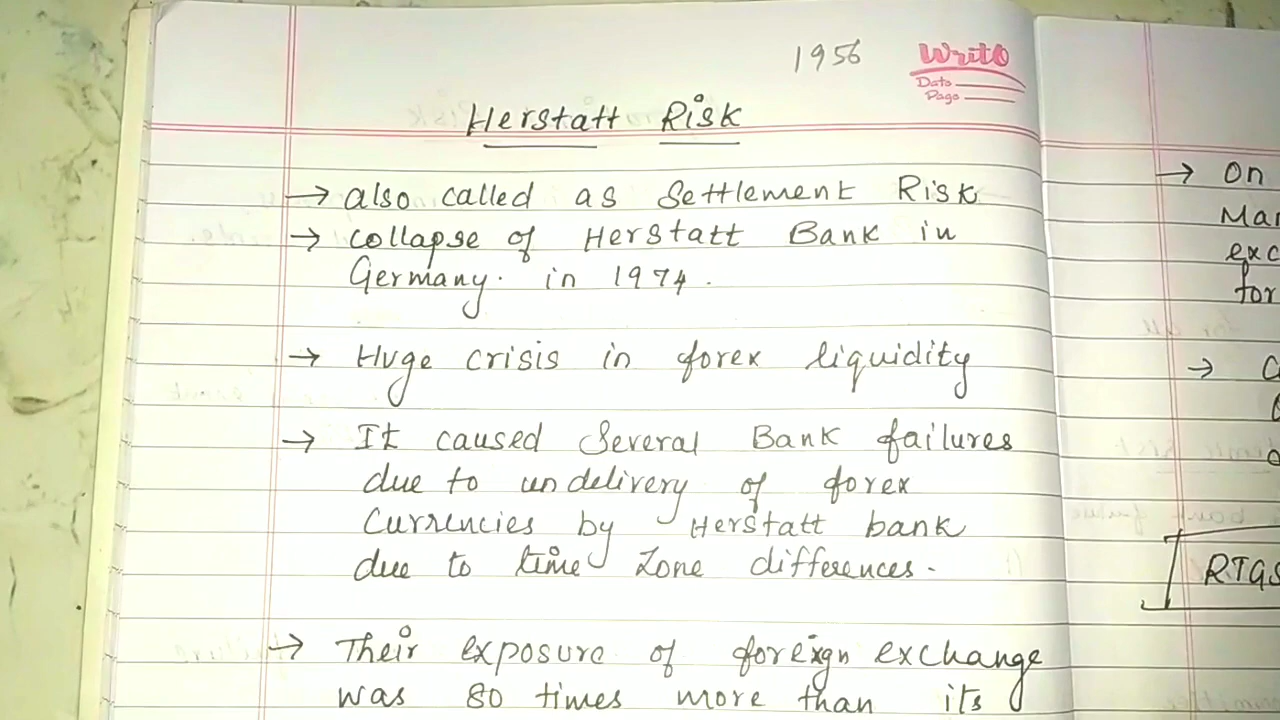 1956
Writo
Date
Page
Herstatt Risk
→ also called as Settlement Risk
→ collapse of Herstatt Bank in
Germany. in 1974.
→ Huge crisis in forex liquidity
→ It caused Several Bank failures
due to undelivery of forex
Currencies by Herstatt bank
due to time zone differences.
→ Their exposure of foreign exchange
was 80 times more than its
→ on
exc
for
RTGS